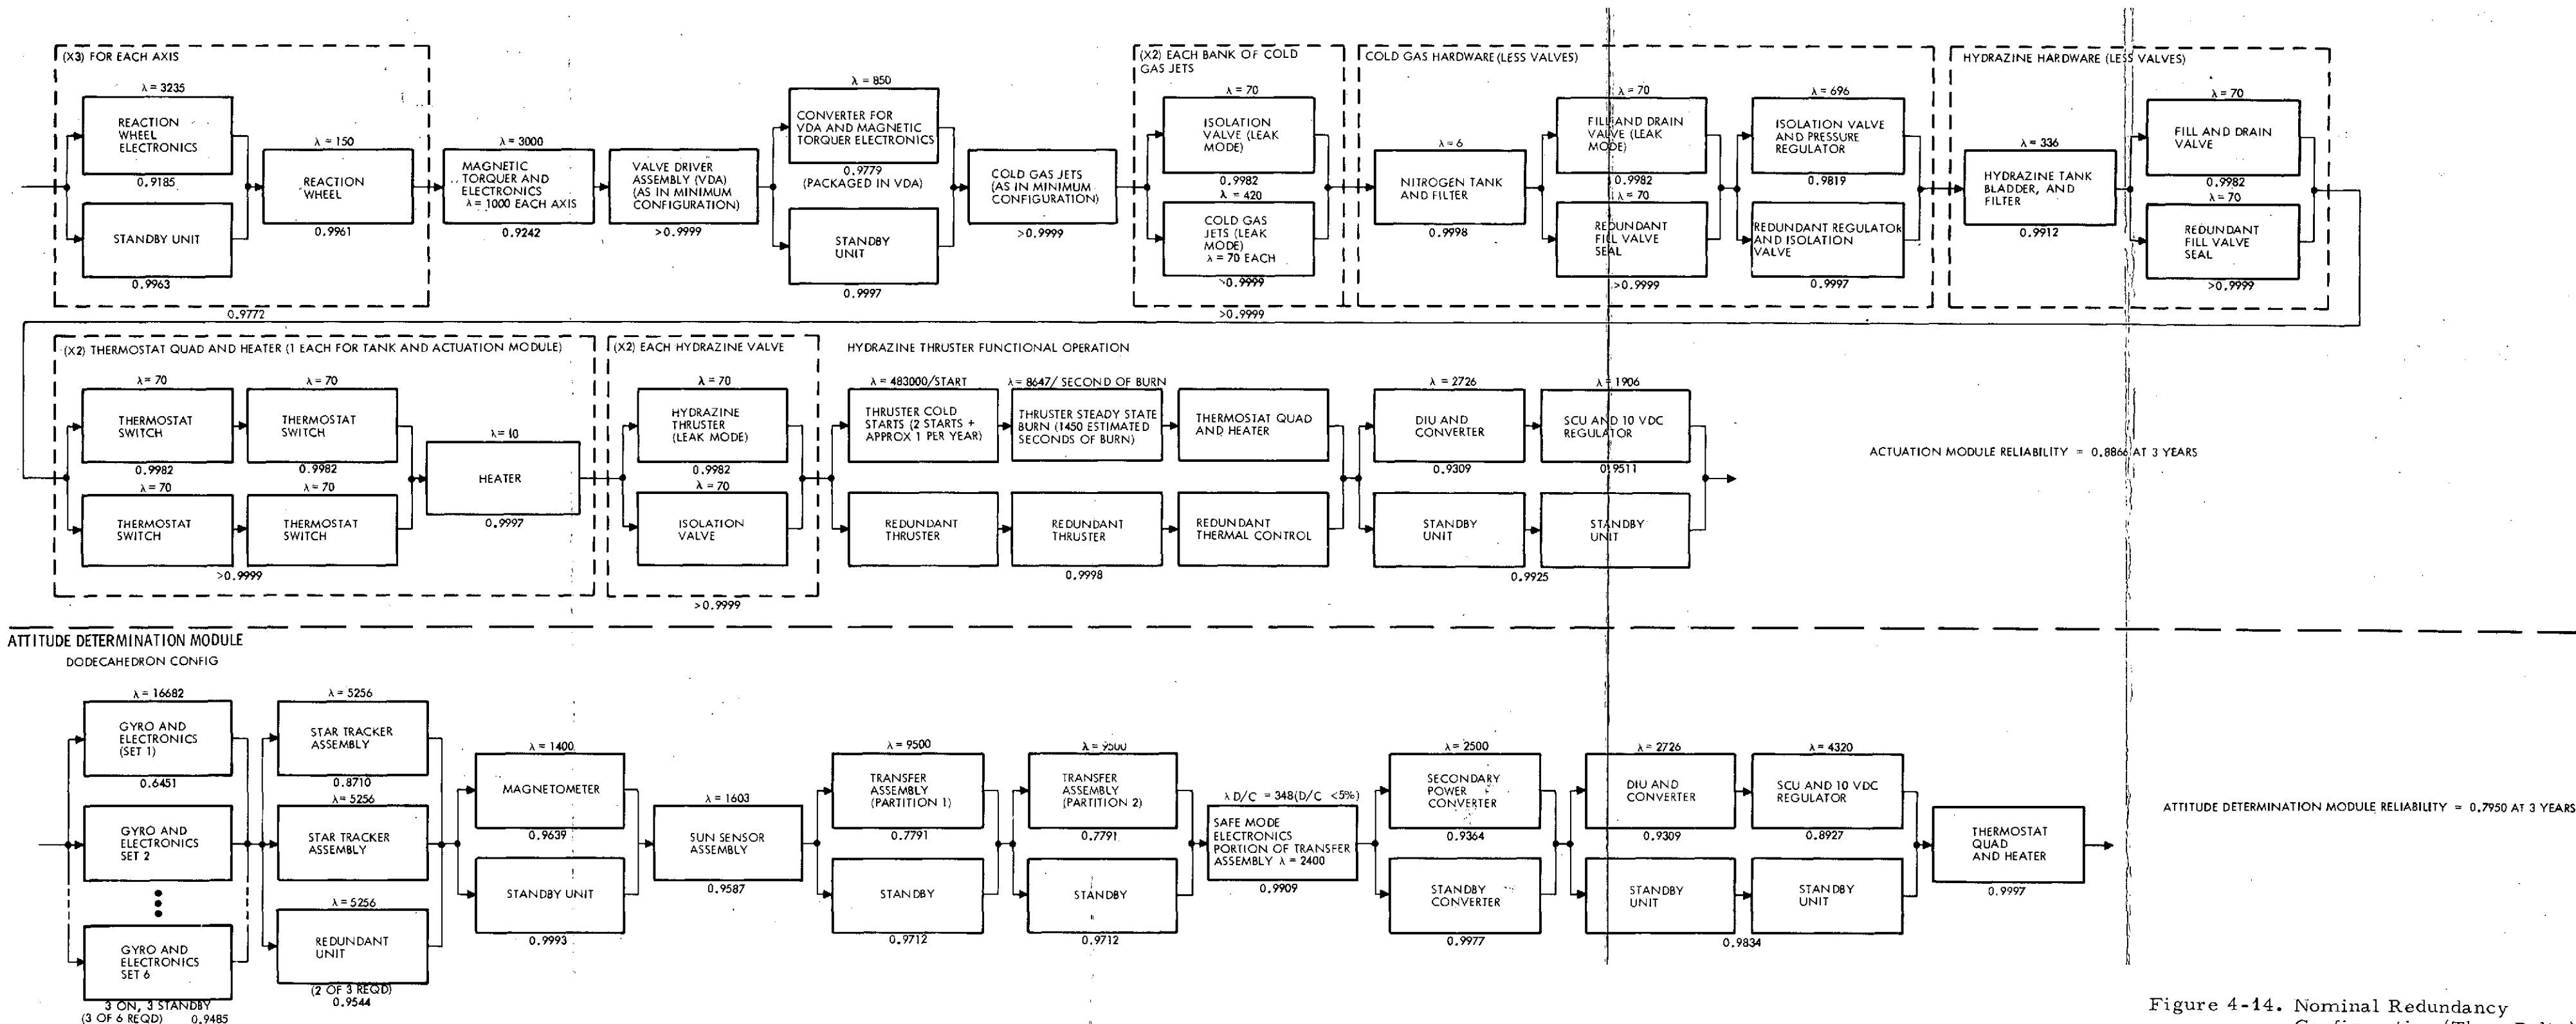 (X3) FOR EACH AXIS
λ = 3235
REACTION
WHEEL
ELECTRONICS
0.9185
STANDBY UNIT
0.9963
λ = 150
REACTION
WHEEL
0.9961
0.9772
λ = 3000
MAGNETIC
TORQUER AND
ELECTRONICS
λ = 1000 EACH AXIS
0.9242
VALVE DRIVER
ASSEMBLY (VDA)
(AS IN MINIMUM
CONFIGURATION)
>0.9999
λ = 850
CONVERTER FOR
VDA AND MAGNETIC
TORQUER ELECTRONICS
0.9779
(PACKAGED IN VDA)
STANDBY
UNIT
0.9997
COLD GAS JETS
(AS IN MINIMUM
CONFIGURATION)
>0.9999
(X2) EACH BANK OF COLD
GAS JETS
λ = 70
ISOLATION
VALVE (LEAK
MODE)
0.9982
λ = 420
COLD GAS
JETS (LEAK
MODE)
λ = 70 EACH
>0.9999
>0.9999
COLD GAS HARDWARE (LESS VALVES)
λ = 6
NITROGEN TANK
AND FILTER
0.9998
λ = 70
FILL AND DRAIN
VALVE (LEAK
MODE)
0.9982
λ = 70
REDUNDANT
FILL VALVE
SEAL
>0.9999
λ = 696
ISOLATION VALVE
AND PRESSURE
REGULATOR
0.9819
REDUNDANT REGULATOR
AND ISOLATION
VALVE
0.9997
HYDRAZINE HARDWARE (LESS VALVES)
λ = 336
HYDRAZINE TANK
BLADDER, AND
FILTER
0.9912
λ = 70
FILL AND DRAIN
VALVE
0.9982
λ = 70
REDUNDANT
FILL VALVE
SEAL
>0.9999
(X2) THERMOSTAT QUAD AND HEATER (1 EACH FOR TANK AND ACTUATION MODULE)
λ = 70
THERMOSTAT
SWITCH
0.9982
λ = 70
THERMOSTAT
SWITCH
0.9982
λ = 70
THERMOSTAT
SWITCH
λ = 70
THERMOSTAT
SWITCH
>0.9999
λ = 10
HEATER
0.9997
(X2) EACH HYDRAZINE VALVE
λ = 70
HYDRAZINE
THRUSTER
(LEAK MODE)
0.9982
λ = 70
ISOLATION
VALVE
>0.9999
HYDRAZINE THRUSTER FUNCTIONAL OPERATION
λ = 483000/START
THRUSTER COLD
STARTS (2 STARTS +
APPROX 1 PER YEAR)
λ = 8647/ SECOND OF BURN
THRUSTER STEADY STATE
BURN (1450 ESTIMATED
SECONDS OF BURN)
THERMOSTAT QUAD
AND HEATER
REDUNDANT
THRUSTER
REDUNDANT
THRUSTER
REDUNDANT
THERMAL CONTROL
0.9998
λ = 2726
DIU AND
CONVERTER
0.9309
λ = 1906
SCU AND 10 VDC
REGULATOR
0.9511
STANDBY
UNIT
STANDBY
UNIT
0.9925
ACTUATION MODULE RELIABILITY = 0.8866 AT 3 YEARS
ATTITUDE DETERMINATION MODULE
DODECAHEDRON CONFIG
λ = 16682
GYRO AND
ELECTRONICS
(SET 1)
0.6451
GYRO AND
ELECTRONICS
SET 2
GYRO AND
ELECTRONICS
SET 6
3 ON, 3 STANDBY
(3 OF 6 REQD) 0.9485
λ = 5256
STAR TRACKER
ASSEMBLY
0.8710
λ = 5256
STAR TRACKER
ASSEMBLY
λ = 5256
REDUNDANT
UNIT
(2 OF 3 REQD)
0.9544
λ = 1400
MAGNETOMETER
0.9639
STANDBY UNIT
0.9993
λ = 1603
SUN SENSOR
ASSEMBLY
0.9587
λ = 9500
TRANSFER
ASSEMBLY
(PARTITION 1)
0.7791
STANDBY
0.9712
λ = 9500
TRANSFER
ASSEMBLY
(PARTITION 2)
0.7791
STANDBY
0.9712
λ D/C = 348(D/C <5%)
SAFE MODE
ELECTRONICS
PORTION OF TRANSFER
ASSEMBLY λ = 2400
0.9909
λ = 2500
SECONDARY
POWER
CONVERTER
0.9364
STANDBY
CONVERTER
0.9977
λ = 2726
DIU AND
CONVERTER
0.9309
λ = 4320
SCU AND 10 VDC
REGULATOR
0.8927
STANDBY
UNIT
STANDBY
UNIT
0.9834
THERMOSTAT
QUAD
AND HEATER
0.9997
ATTITUDE DETERMINATION MODULE RELIABILITY = 0.7950 AT 3 YEARS
Figure 4-14. Nominal Redundancy